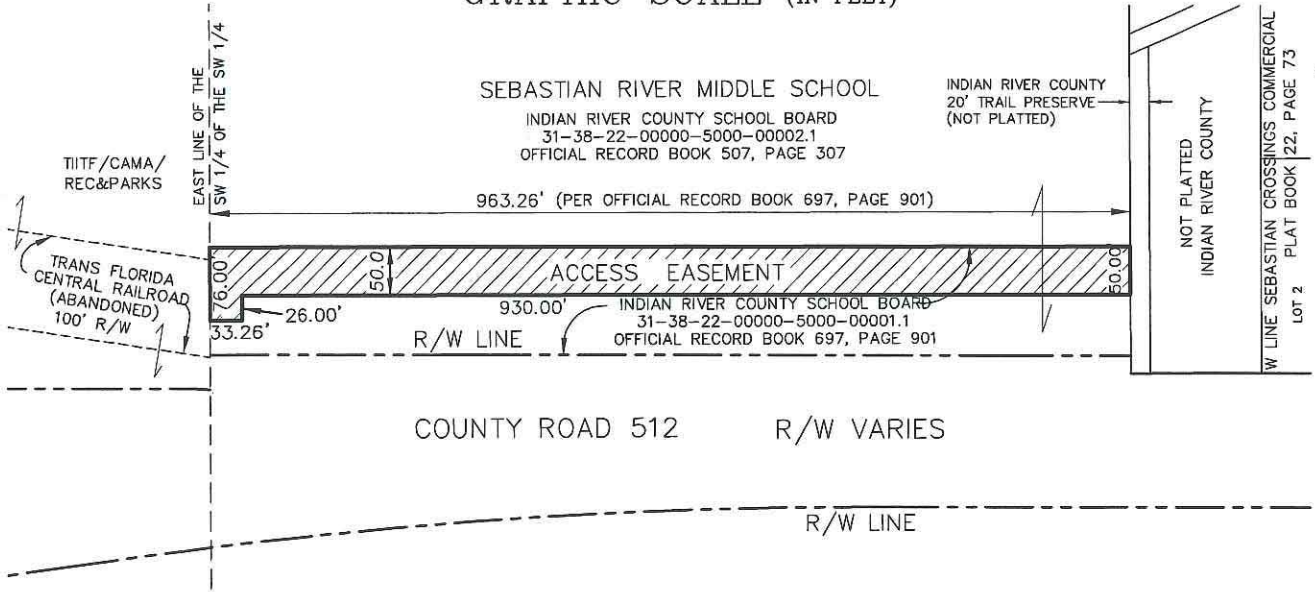 GRAPHIC SCALE (IN FEET)
EAST LINE OF THE
SW 1/4 OF THE SW 1/4
SEBASTIAN RIVER MIDDLE SCHOOL
INDIAN RIVER COUNTY SCHOOL BOARD
31-38-22-00000-5000-00002.1
OFFICIAL RECORD BOOK 507, PAGE 307
INDIAN RIVER COUNTY
20' TRAIL PRESERVE
(NOT PLATTED)
NOT PLATTED
INDIAN RIVER COUNTY
W LINE SEBASTIAN CROSSINGS COMMERCIAL
PLAT BOOK 22, PAGE 73
LOT 2
TIITF/CAMA/
REC&PARKS
963.26' (PER OFFICIAL RECORD BOOK 697, PAGE 901)
TRANS FLORIDA
CENTRAL RAILROAD
(ABANDONED)
100' R/W
76.00
50.0
ACCESS EASEMENT
50.00
26.00'
33.26'
930.00'
INDIAN RIVER COUNTY SCHOOL BOARD
31-38-22-00000-5000-00001.1
OFFICIAL RECORD BOOK 697, PAGE 901
R/W LINE
COUNTY ROAD 512 R/W VARIES
R/W LINE